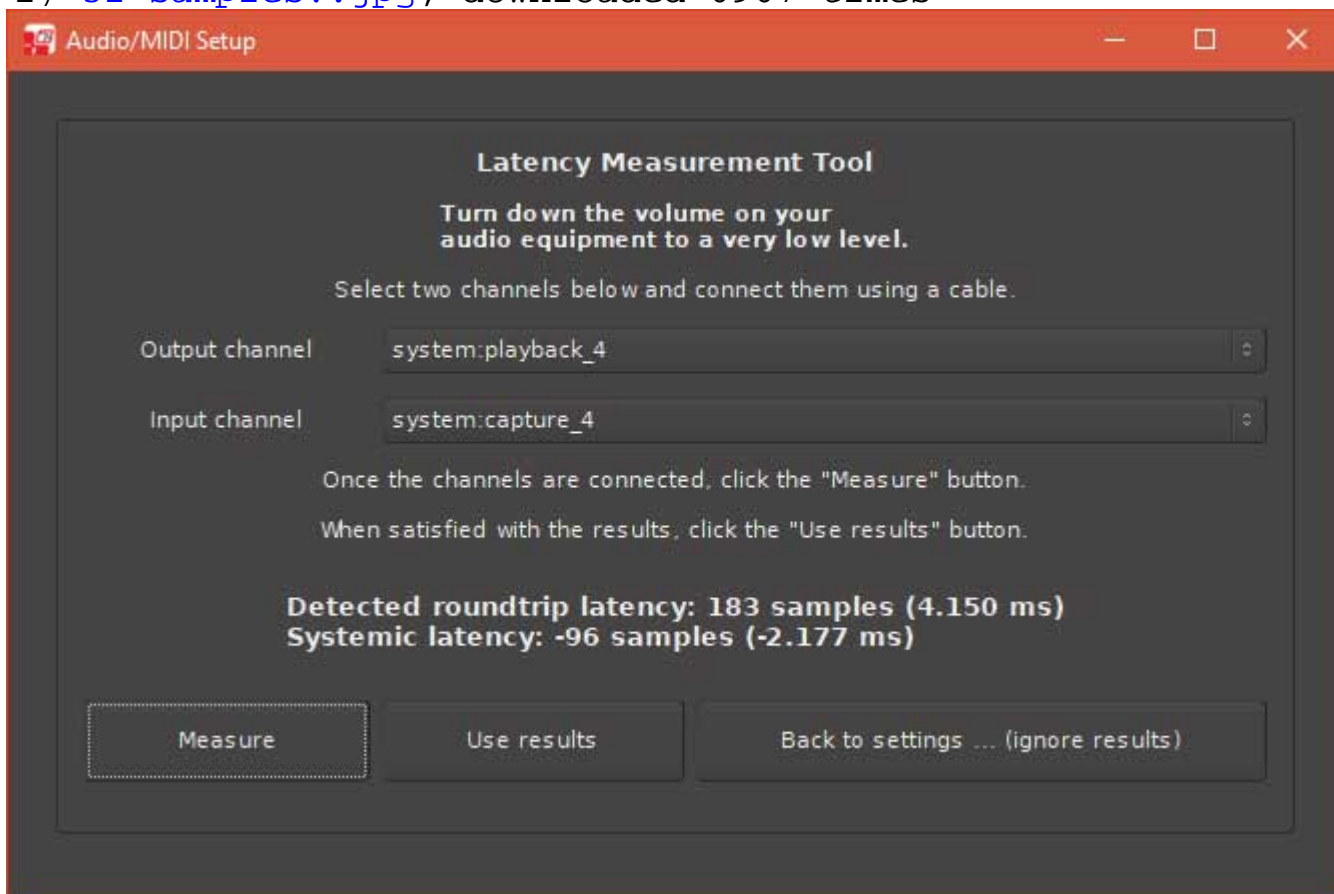 Audio/MIDI Setup
Latency Measurement Tool
Turn down the volume on your
audio equipment to a very low level.
Select two channels below and connect them using a cable.
Output channel system:playback_4
Input channel system:capture_4
Once the channels are connected, click the "Measure" button.
When satisfied with the results, click the "Use results" button.
Detected roundtrip latency: 183 samples (4.150 ms)
Systemic latency: -96 samples (-2.177 ms)
Measure Use results Back to settings ... (ignore results)